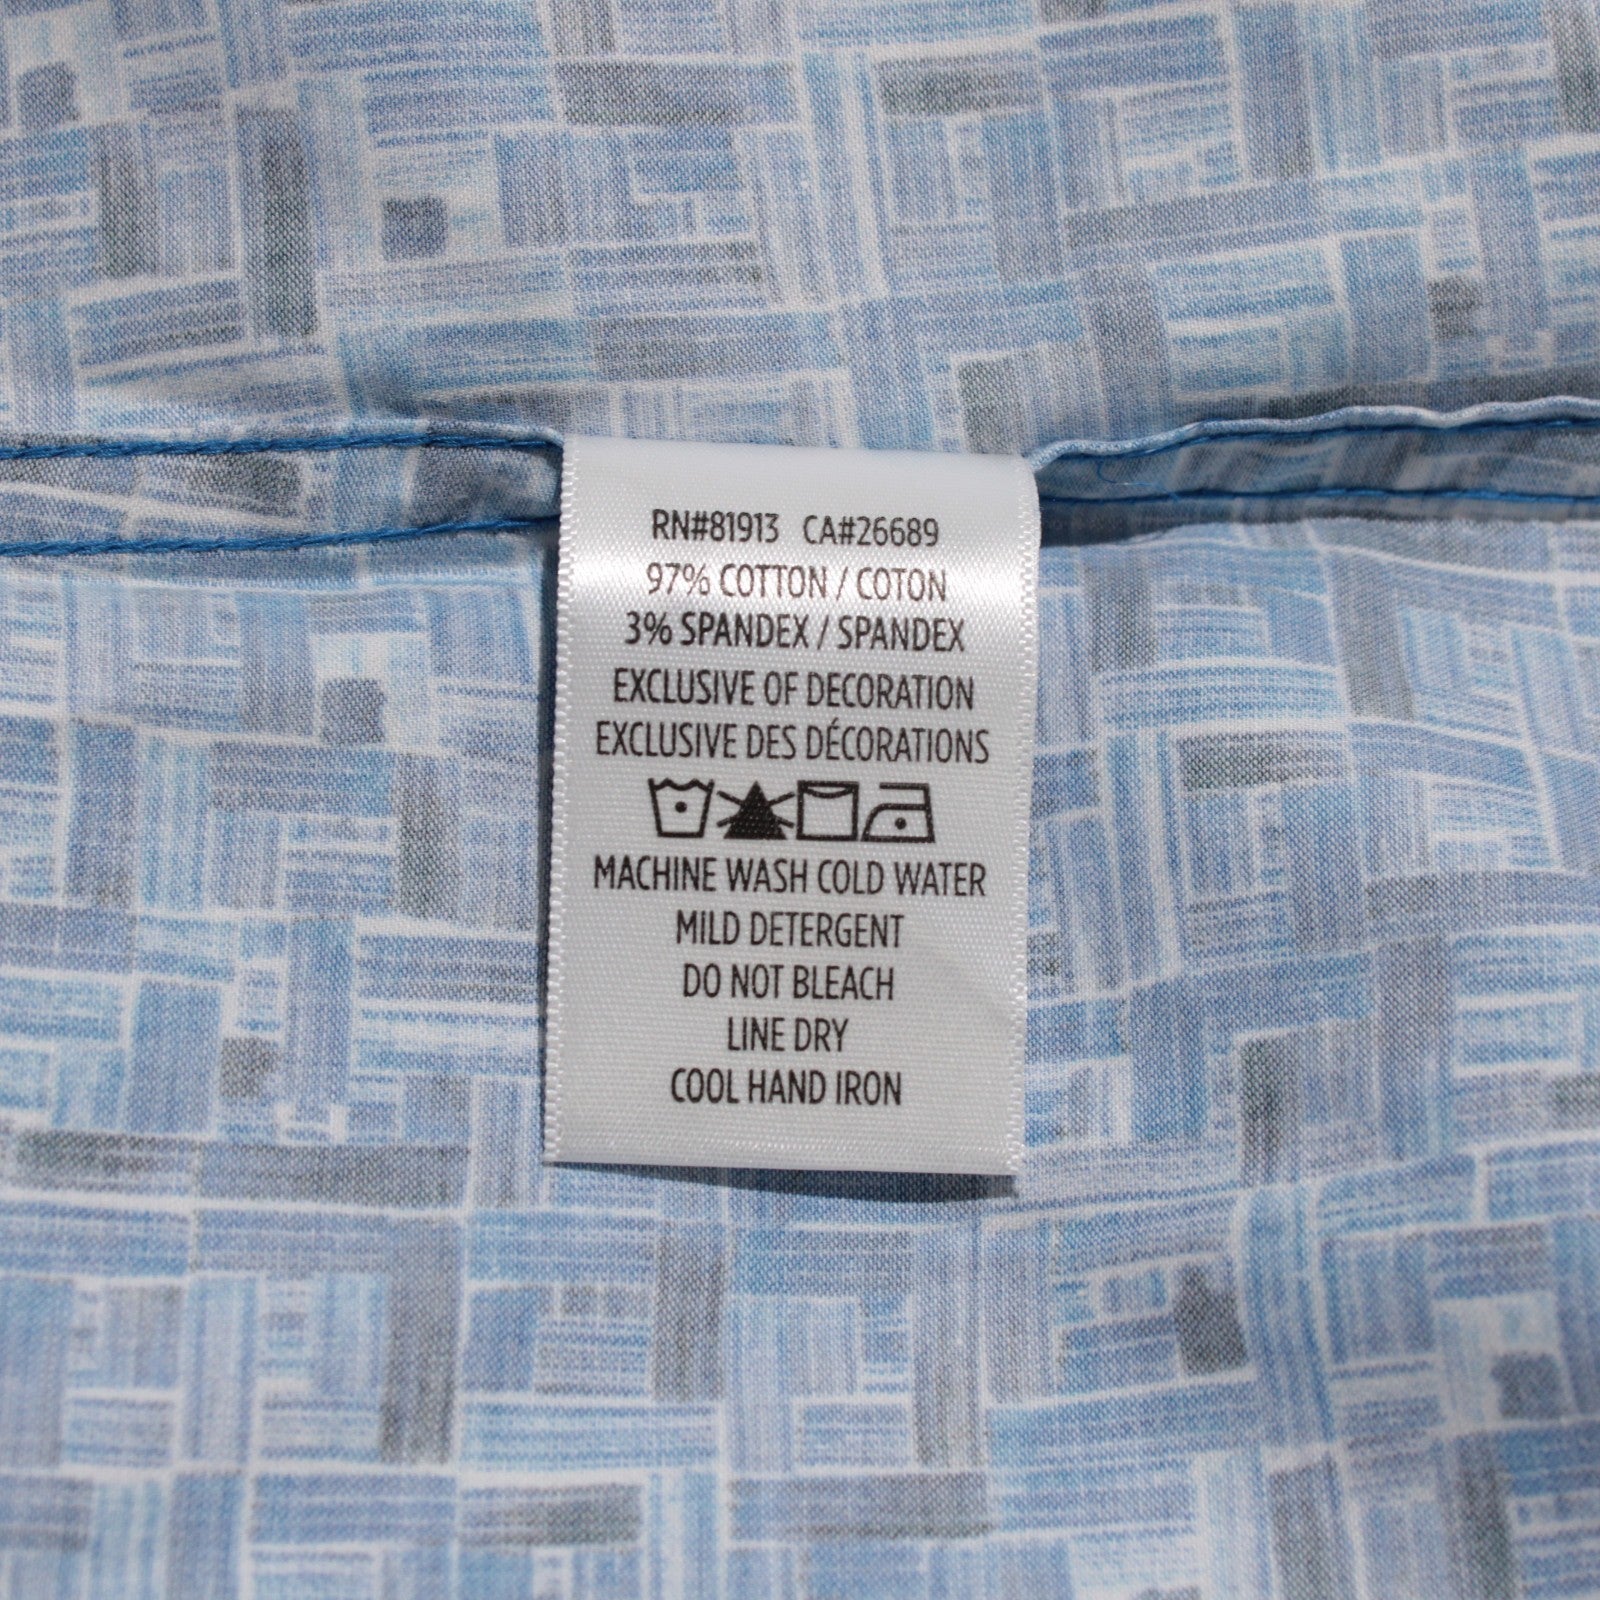 RN#81913 CA#26689
97% COTTON / COTON
3% SPANDEX / SPANDEX
EXCLUSIVE OF DECORATION
EXCLUSIVE DES DÉCORATIONS
MACHINE WASH COLD WATER
MILD DETERGENT
DO NOT BLEACH
LINE DRY
COOL HAND IRON